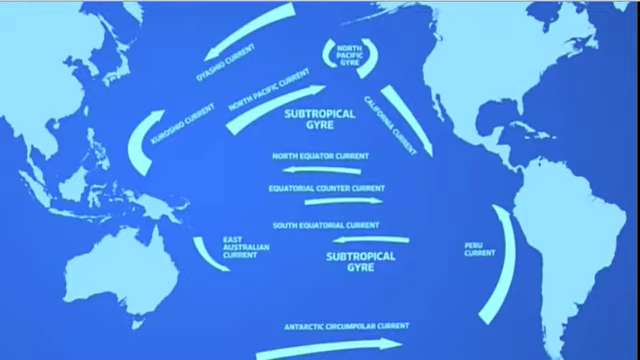 OYASHIO CURRENT
NORTH
PACIFIC
GYRE
KUROSHIO CURRENT
NORTH PACIFIC CURRENT
CALIFORNIA CURRENT
SUBTROPICAL
GYRE
NORTH EQUATOR CURRENT
EQUATORIAL COUNTER CURRENT
SOUTH EQUATORIAL CURRENT
EAST
AUSTRALIAN
CURRENT
SUBTROPICAL
GYRE
PERU
CURRENT
ANTARCTIC CIRCUMPOLAR CURRENT